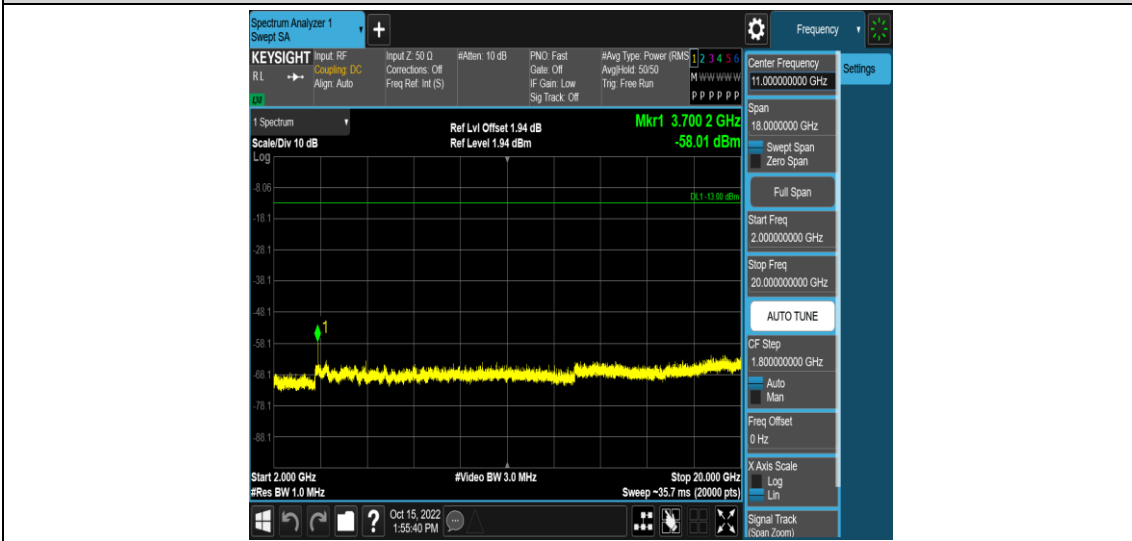 Spectrum Analyzer 1
Swept SA
+
Frequency
KEYSIGHT
RL
LXI
Input: RF
Coupling: DC
Align: Auto
Input Z: 50 Ω
Corrections: Off
Freq Ref: Int (S)
#Atten: 10 dB
PNO: Fast
Gate: Off
IF Gain: Low
Sig Track: Off
#Avg Type: Power (RMS
Avg|Hold: 50/50
Trig: Free Run
1 2 3 4 5 6
M W W W W W
P P P P P P
Center Frequency
11.000000000 GHz
Settings
1 Spectrum
Scale/Div 10 dB
Log
Ref Lvl Offset 1.94 dB
Ref Level 1.94 dBm
Mkr1 3.700 2 GHz
-58.01 dBm
Span
18.0000000 GHz
Swept Span
Zero Span
Full Span
Start Freq
2.000000000 GHz
Stop Freq
20.000000000 GHz
AUTO TUNE
CF Step
1.800000000 GHz
Auto
Man
Freq Offset
0 Hz
X Axis Scale
Log
Lin
Signal Track
(Span Zoom)
-8.06
DL1 -13.00 dBm
-18.1
-28.1
-38.1
-48.1
1
-58.1
-68.1
-78.1
-88.1
Start 2.000 GHz
#Video BW 3.0 MHz
Stop 20.000 GHz
#Res BW 1.0 MHz
Sweep ~35.7 ms (20000 pts)
?
Oct 15, 2022
1:55:40 PM